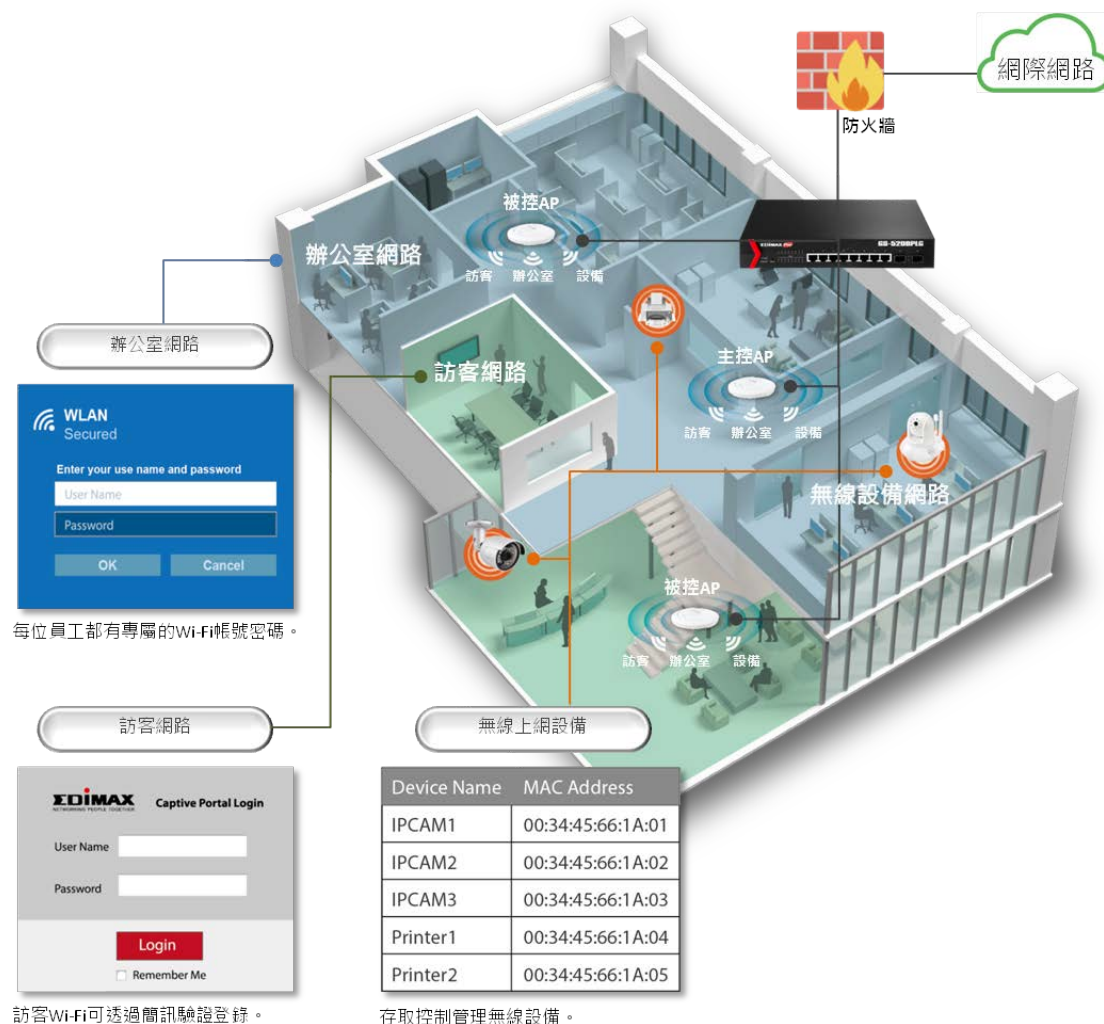 網際網路
防火牆
被控AP
EDIMAX Pro
GS-5208PLG
訪客 辦公室 設備
辦公室網路
辦公室網路
訪客網路
主控AP
訪客 辦公室 設備
無線設備網路
WLAN
Secured
Enter your use name and password
User Name
Password
OK Cancel
每位員工都有專屬的Wi-Fi帳號密碼。
被控AP
訪客 辦公室 設備
訪客網路
EDIMAX
NETWORKING PEOPLE TOGETHER
Captive Portal Login
User Name
Password
Login
Remember Me
訪客Wi-Fi可透過簡訊驗證登錄。
無線上網設備
Device Name MAC Address
IPCAM1 00:34:45:66:1A:01
IPCAM2 00:34:45:66:1A:02
IPCAM3 00:34:45:66:1A:03
Printer1 00:34:45:66:1A:04
Printer2 00:34:45:66:1A:05
存取控制管理無線設備。